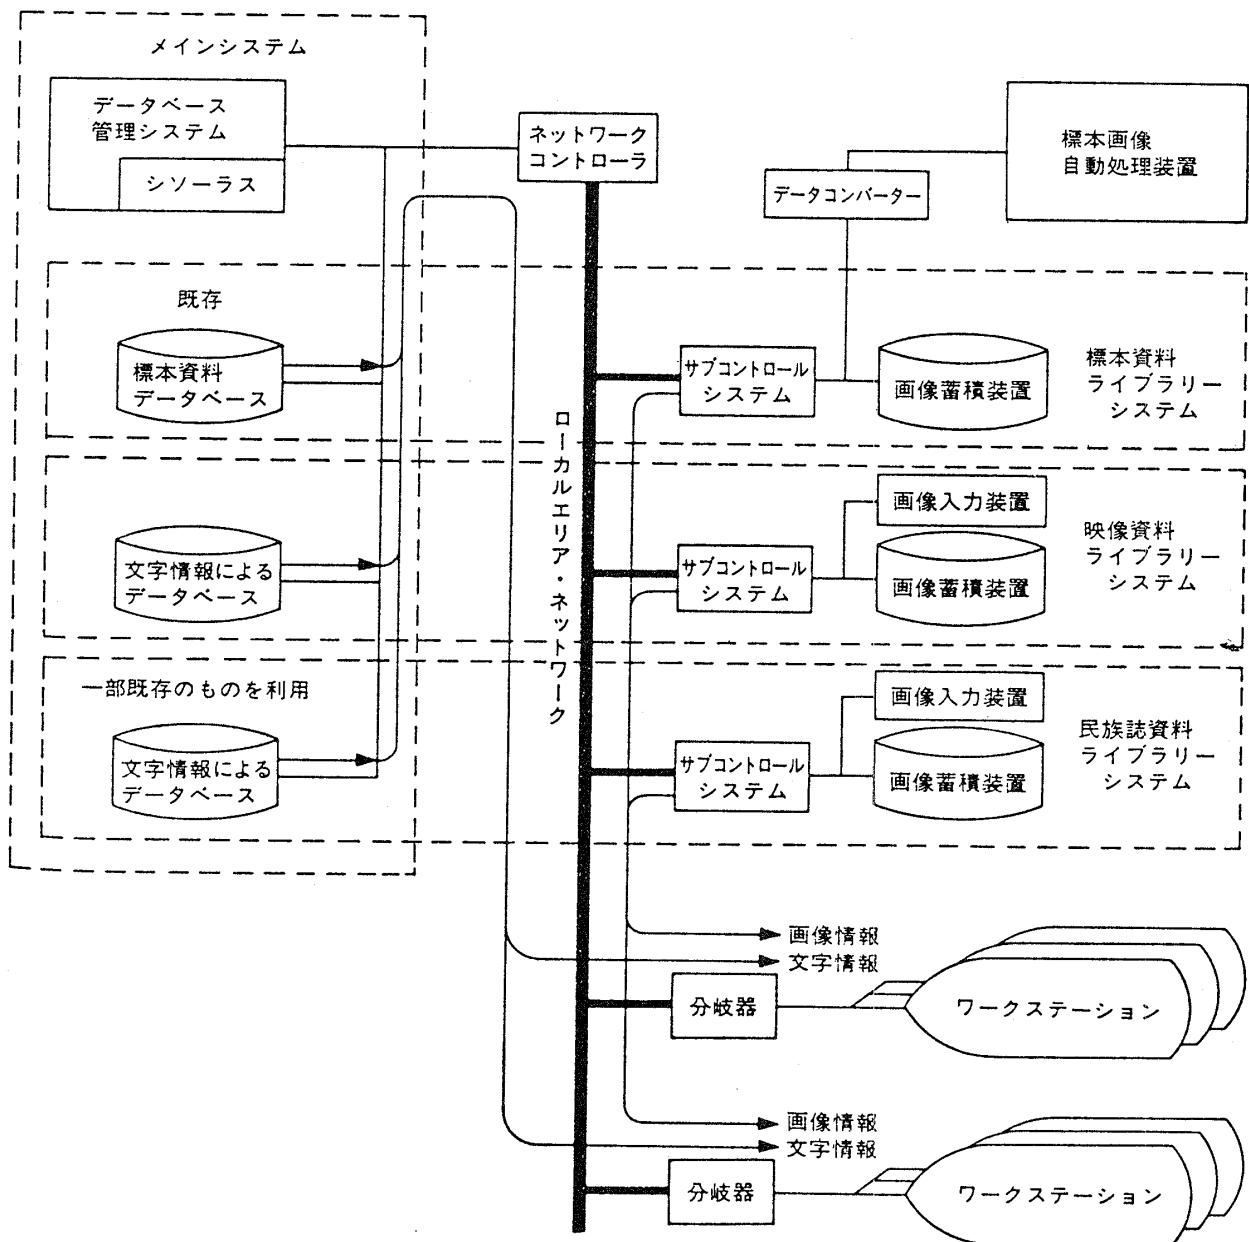 メインシステム
データベース
管理システム
シソーラス
ネットワーク
コントローラ
データコンバーター
標本画像
自動処理装置
既存
標本資料
データベース
サブコントロール
システム
画像蓄積装置
標本資料
ライブラリー
システム
ローカルエリア・ネットワーク
文字情報による
データベース
サブコントロール
システム
画像入力装置
画像蓄積装置
映像資料
ライブラリー
システム
一部既存のものを利用
文字情報による
データベース
サブコントロール
システム
画像入力装置
画像蓄積装置
民族誌資料
ライブラリー
システム
画像情報
文字情報
分岐器
ワークステーション
画像情報
文字情報
分岐器
ワークステーション